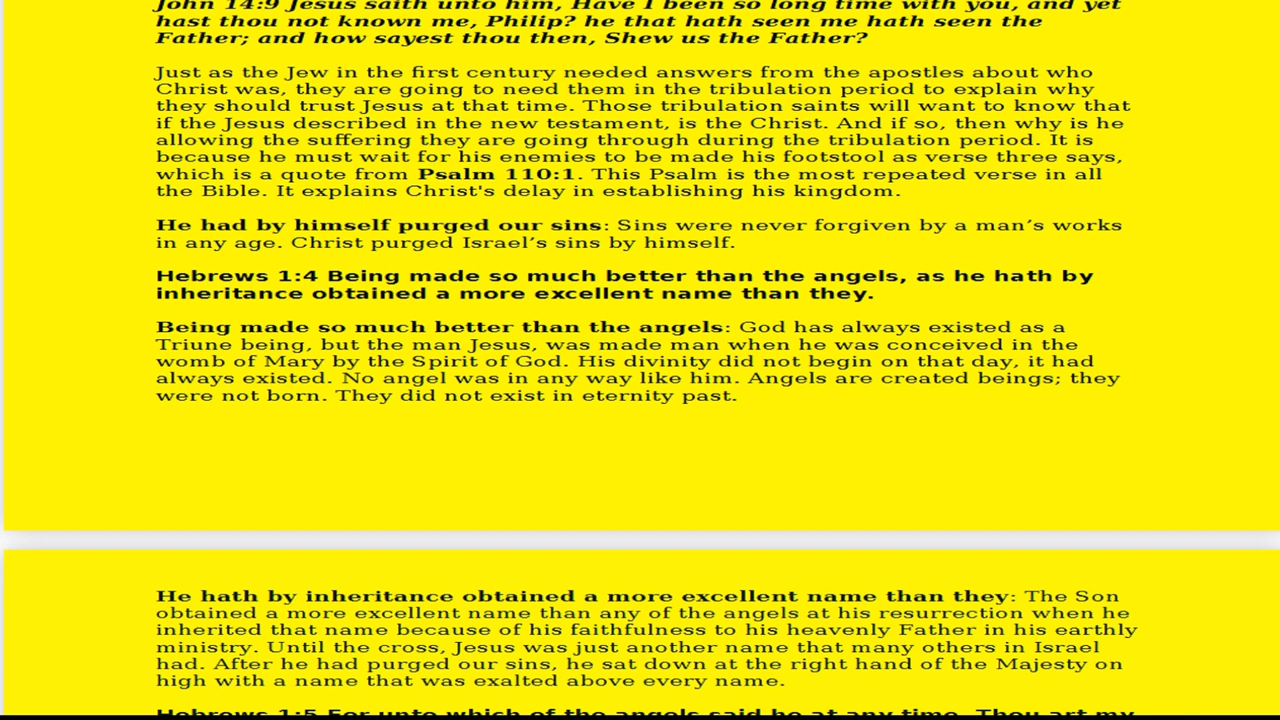 John 14:9 Jesus saith unto him, Have I been so long time with you, and yet
hast thou not known me, Philip? he that hath seen me hath seen the
Father; and how sayest thou then, Shew us the Father?
Just as the Jew in the first century needed answers from the apostles about who
Christ was, they are going to need them in the tribulation period to explain why
they should trust Jesus at that time. Those tribulation saints will want to know that
if the Jesus described in the new testament, is the Christ. And if so, then why is he
allowing the suffering they are going through during the tribulation period. It is
because he must wait for his enemies to be made his footstool as verse three says,
which is a quote from Psalm 110:1. This Psalm is the most repeated verse in all
the Bible. It explains Christ's delay in establishing his kingdom.
He had by himself purged our sins: Sins were never forgiven by a man’s works
in any age. Christ purged Israel’s sins by himself.
Hebrews 1:4 Being made so much better than the angels, as he hath by
inheritance obtained a more excellent name than they.
Being made so much better than the angels: God has always existed as a
Triune being, but the man Jesus, was made man when he was conceived in the
womb of Mary by the Spirit of God. His divinity did not begin on that day, it had
always existed. No angel was in any way like him. Angels are created beings; they
were not born. They did not exist in eternity past.
He hath by inheritance obtained a more excellent name than they: The Son
obtained a more excellent name than any of the angels at his resurrection when he
inherited that name because of his faithfulness to his heavenly Father in his earthly
ministry. Until the cross, Jesus was just another name that many others in Israel
had. After he had purged our sins, he sat down at the right hand of the Majesty on
high with a name that was exalted above every name.
Hebrews 1:5 For unto which of the angels said he at any time, Thou art my